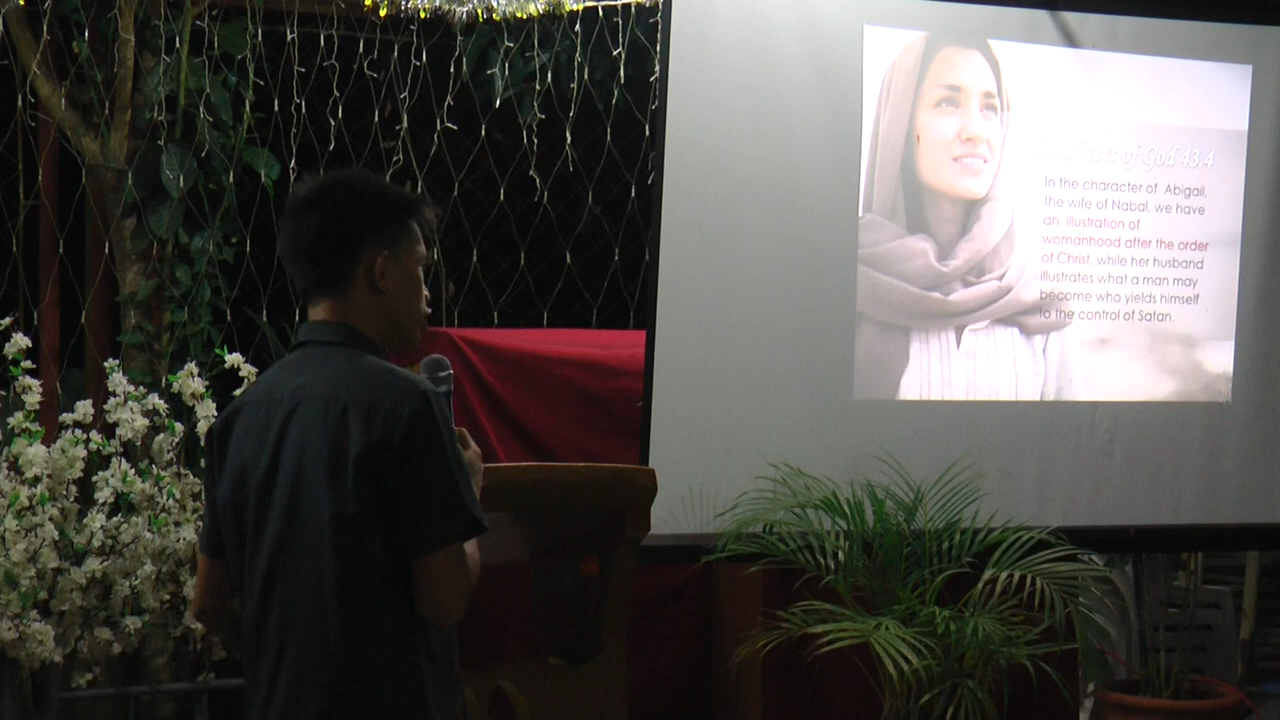 of God 43.4
In the character of Abigail,
the wife of Nabal, we have
an illustration of
womanhood after the order
of Christ, while her husband
illustrates what a man may
become who yields himself
to the control of Satan.